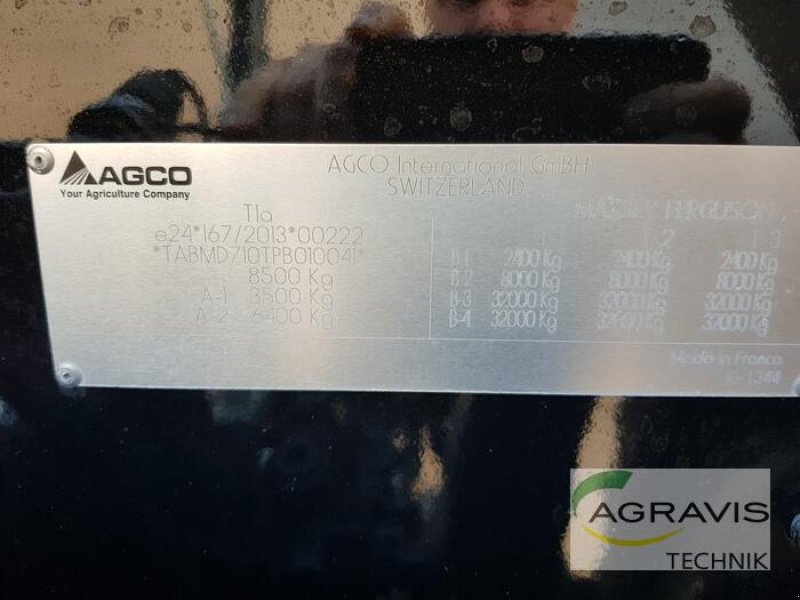 AGCO
Your Agriculture Company
AGCO International GmbH
SWITZERLAND
MASSEY FERGUSON
T1a
e24*167/2013*00222
*TABMD710TPB010041*
8500 Kg
A-1 3500 Kg
A-2 6400 Kg
1 2 3
B-1 2400 Kg 2400 Kg 2400 Kg
B-2 8000 Kg 8000 Kg 8000 Kg
B-3 32000 Kg 32000 Kg 32000 Kg
B-4 32000 Kg 32000 Kg 32000 Kg
Made in France
AGRAVIS
TECHNIK